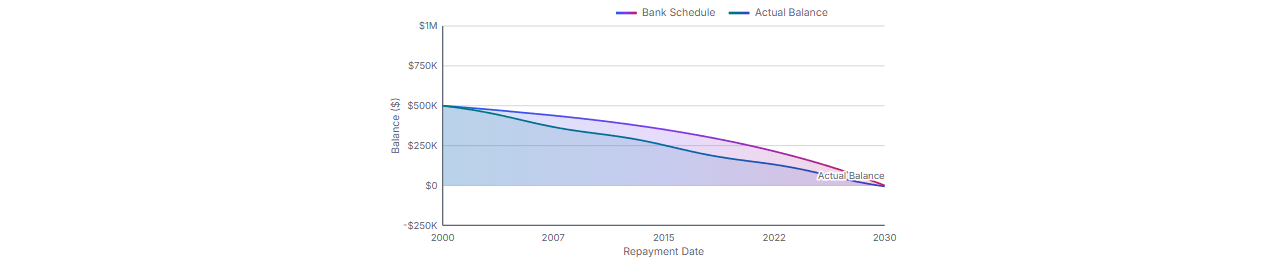 Bank Schedule Actual Balance
$1M
$750K
$500K
$250K
$0
-$250K
Balance ($)
Actual Balance
2000 2007 2015 2022 2030
Repayment Date